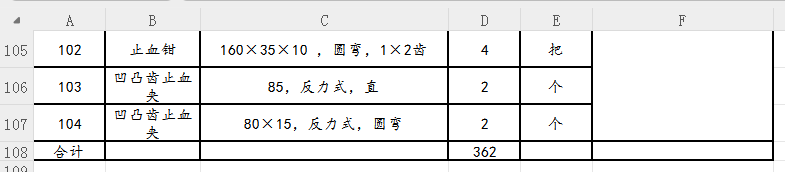 A B C D E F
105 102 止血钳 160×35×10 ，圆弯，1×2齿 4 把
106 103 凹凸齿止血夹 85，反力式，直 2 个
107 104 凹凸齿止血夹 80×15，反力式，圆弯 2 个
108 合计 362